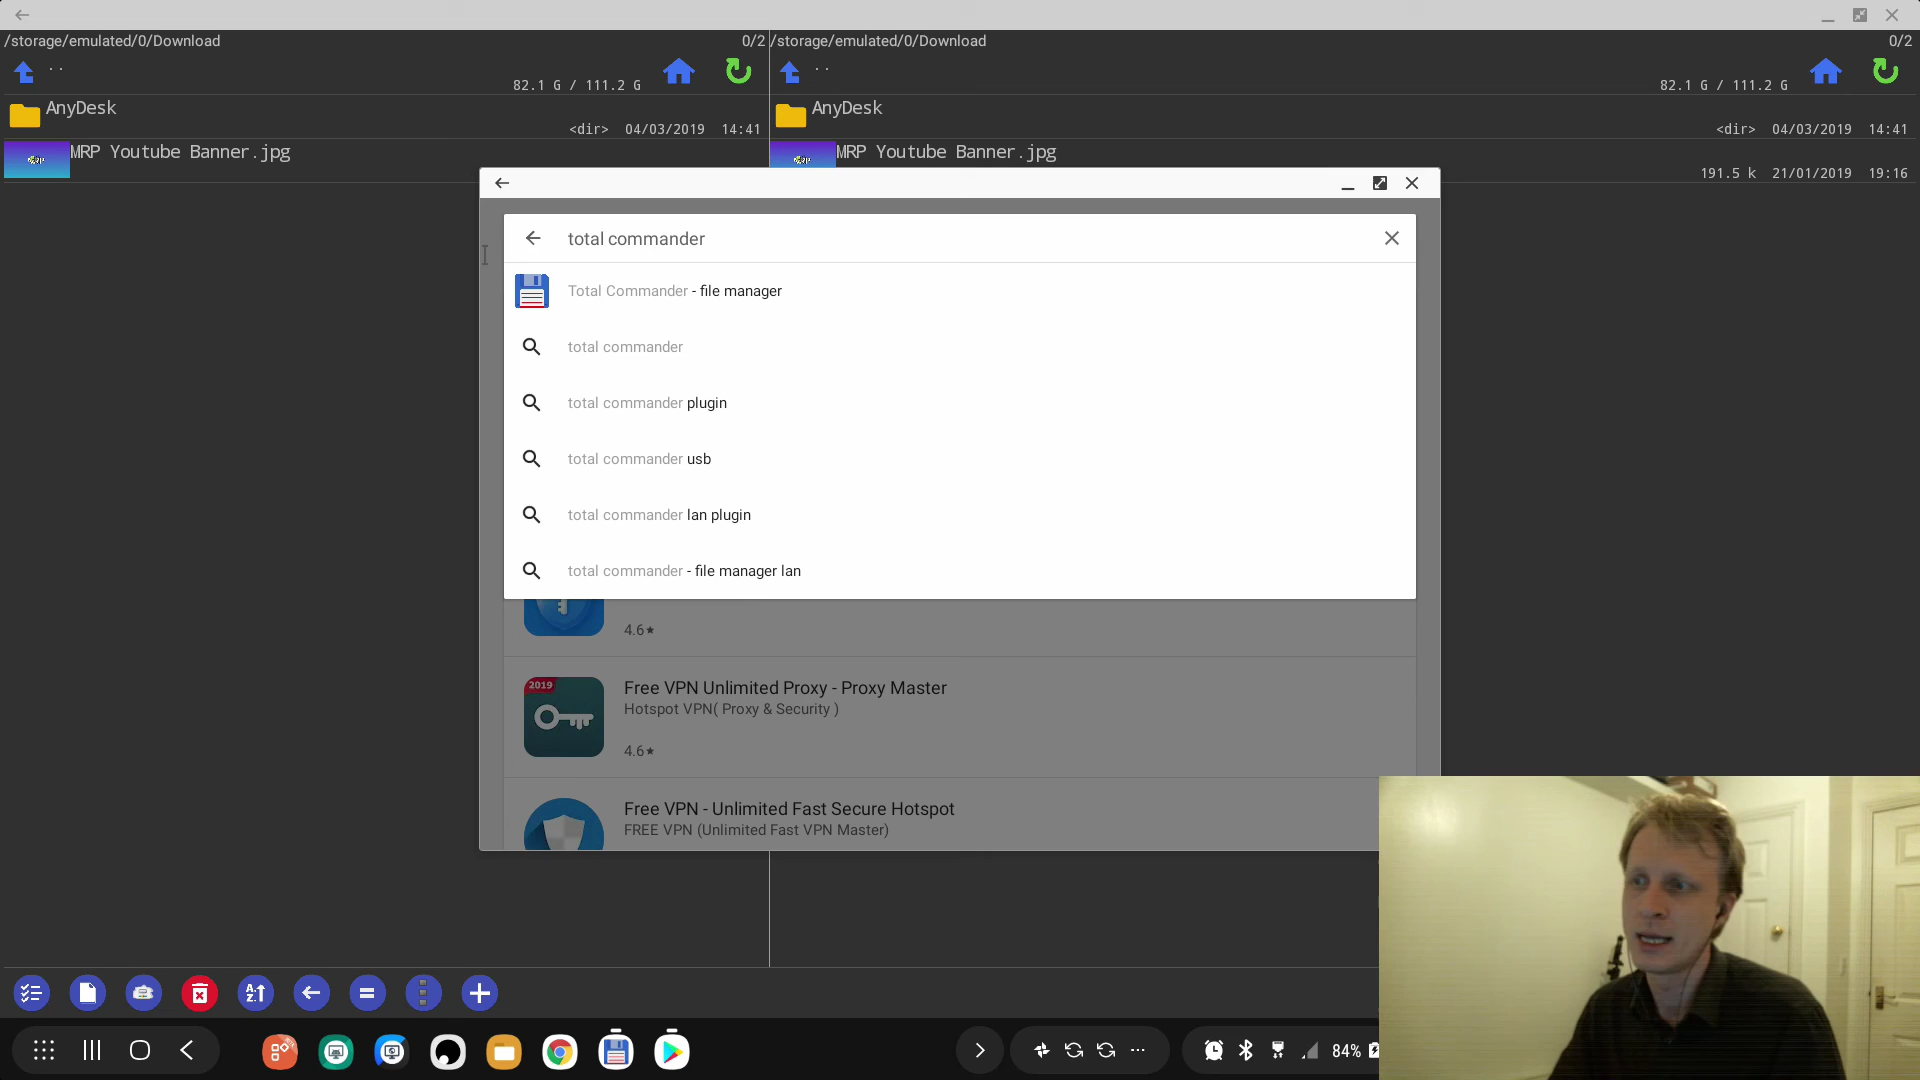 /storage/emulated/0/Download
0/2
/storage/emulated/0/Download
0/2
..
82.1 G / 111.2 G
..
82.1 G / 111.2 G
AnyDesk
<dir> 04/03/2019 14:41
AnyDesk
<dir> 04/03/2019 14:41
MRP Youtube Banner.jpg
MRP Youtube Banner.jpg
191.5 k 21/01/2019 19:16
total commander
Total Commander - file manager
total commander
total commander plugin
total commander usb
total commander lan plugin
total commander - file manager lan
4.6★
2019
Free VPN Unlimited Proxy - Proxy Master
Hotspot VPN( Proxy & Security )
4.6★
Free VPN - Unlimited Fast Secure Hotspot
FREE VPN (Unlimited Fast VPN Master)
A:
Z:
84%